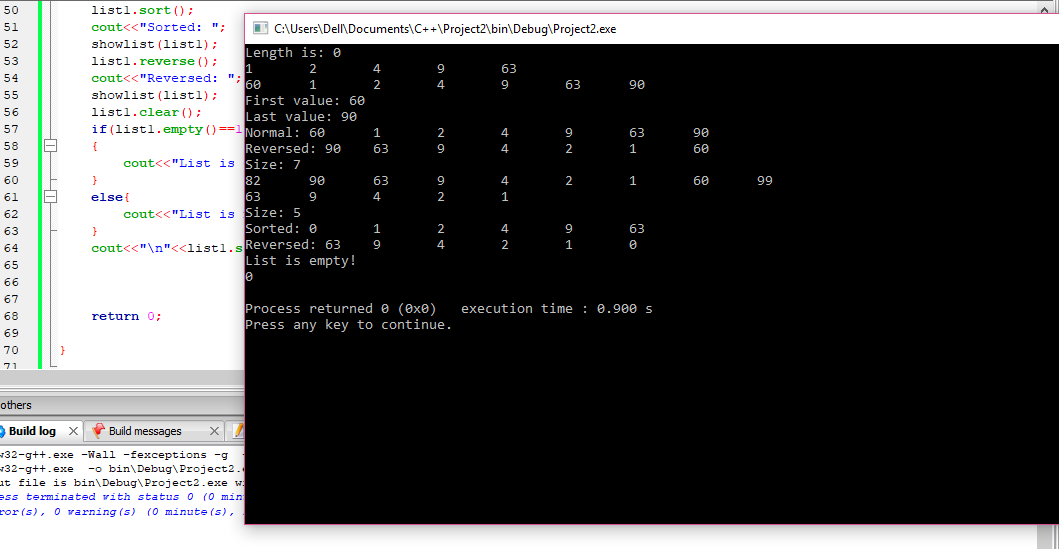 50 list1.sort();
51 cout<<"Sorted: ";
52 showlist(list1);
53 list1.reverse();
54 cout<<"Reversed: ";
55 showlist(list1);
56 list1.clear();
57 if(list1.empty()==1
58 {
59 cout<<"List is
60 }
61 else{
62 cout<<"List is
63 }
64 cout<<"\n"<<list1.s
65
66
67
68 return 0;
69
70 }
71
C:\Users\Dell\Documents\C++\Project2\bin\Debug\Project2.exe
Length is: 0
1 2 4 9 63
60 1 2 4 9 63 90
First value: 60
Last value: 90
Normal: 60 1 2 4 9 63 90
Reversed: 90 63 9 4 2 1 60
Size: 7
82 90 63 9 4 2 1 60 99
63 9 4 2 1
Size: 5
Sorted: 0 1 2 4 9 63
Reversed: 63 9 4 2 1 0
List is empty!
0
Process returned 0 (0x0) execution time : 0.900 s
Press any key to continue.
others
Build log
Build messages
w32-g++.exe -Wall -fexceptions -g
w32-g++.exe -o bin\Debug\Project2.
ut file is bin\Debug\Project2.exe
ess terminated with status 0 (0
ror(s), 0 warning(s) (0 minute(s),